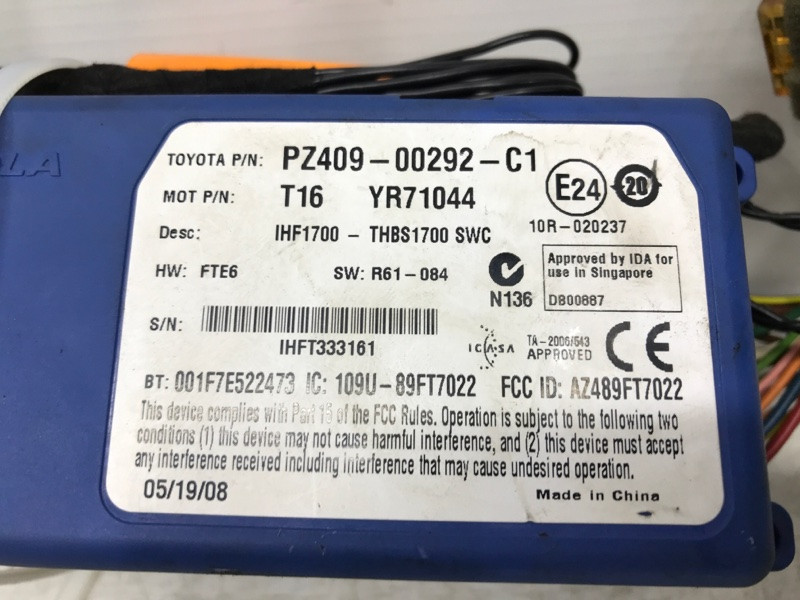 LA
TOYOTA P/N: PZ409-00292-C1
MOT P/N: T16 YR71044
E24
20
10R-020237
Desc: IHF1700 - THBS1700 SWC
HW: FTE6 SW: R61-084
N136
Approved by IDA for
use in Singapore
DB00887
S/N:
IHFT333161
ICASA
TA-2006/543
APPROVED
CE
BT: 001F7E522473 IC: 109U-89FT7022 FCC ID: AZ489FT7022
This device complies with Part 15 of the FCC Rules. Operation is subject to the following two
conditions (1) this device may not cause harmful interference, and (2) this device must accept
any interference received including interference that may cause undesired operation.
05/19/08 Made in China